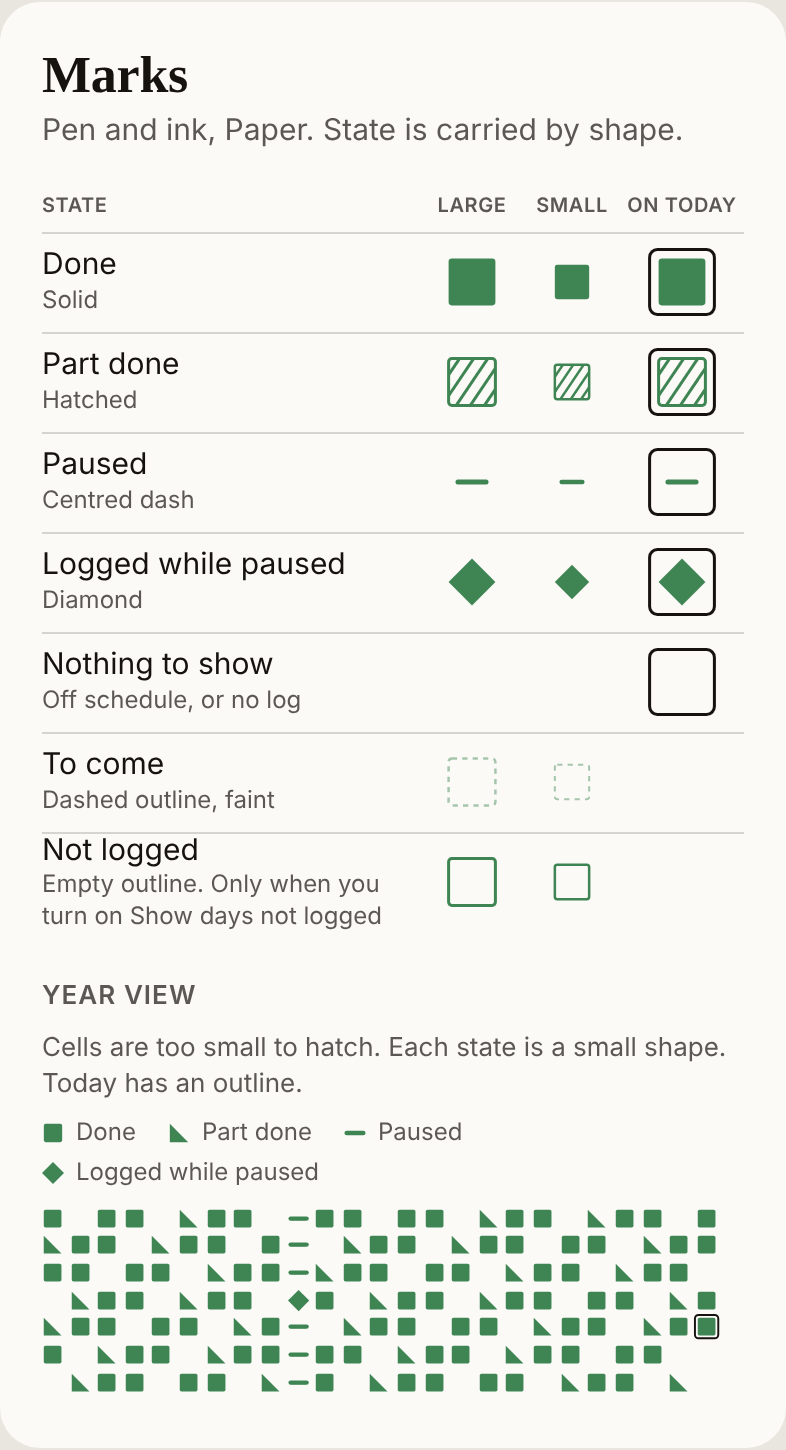 Marks
Pen and ink, Paper. State is carried by shape.
STATE LARGE SMALL ON TODAY
Done
Solid
Part done
Hatched
Paused
Centred dash
Logged while paused
Diamond
Nothing to show
Off schedule, or no log
To come
Dashed outline, faint
Not logged
Empty outline. Only when you
turn on Show days not logged
YEAR VIEW
Cells are too small to hatch. Each state is a small shape.
Today has an outline.
Done Part done Paused
Logged while paused